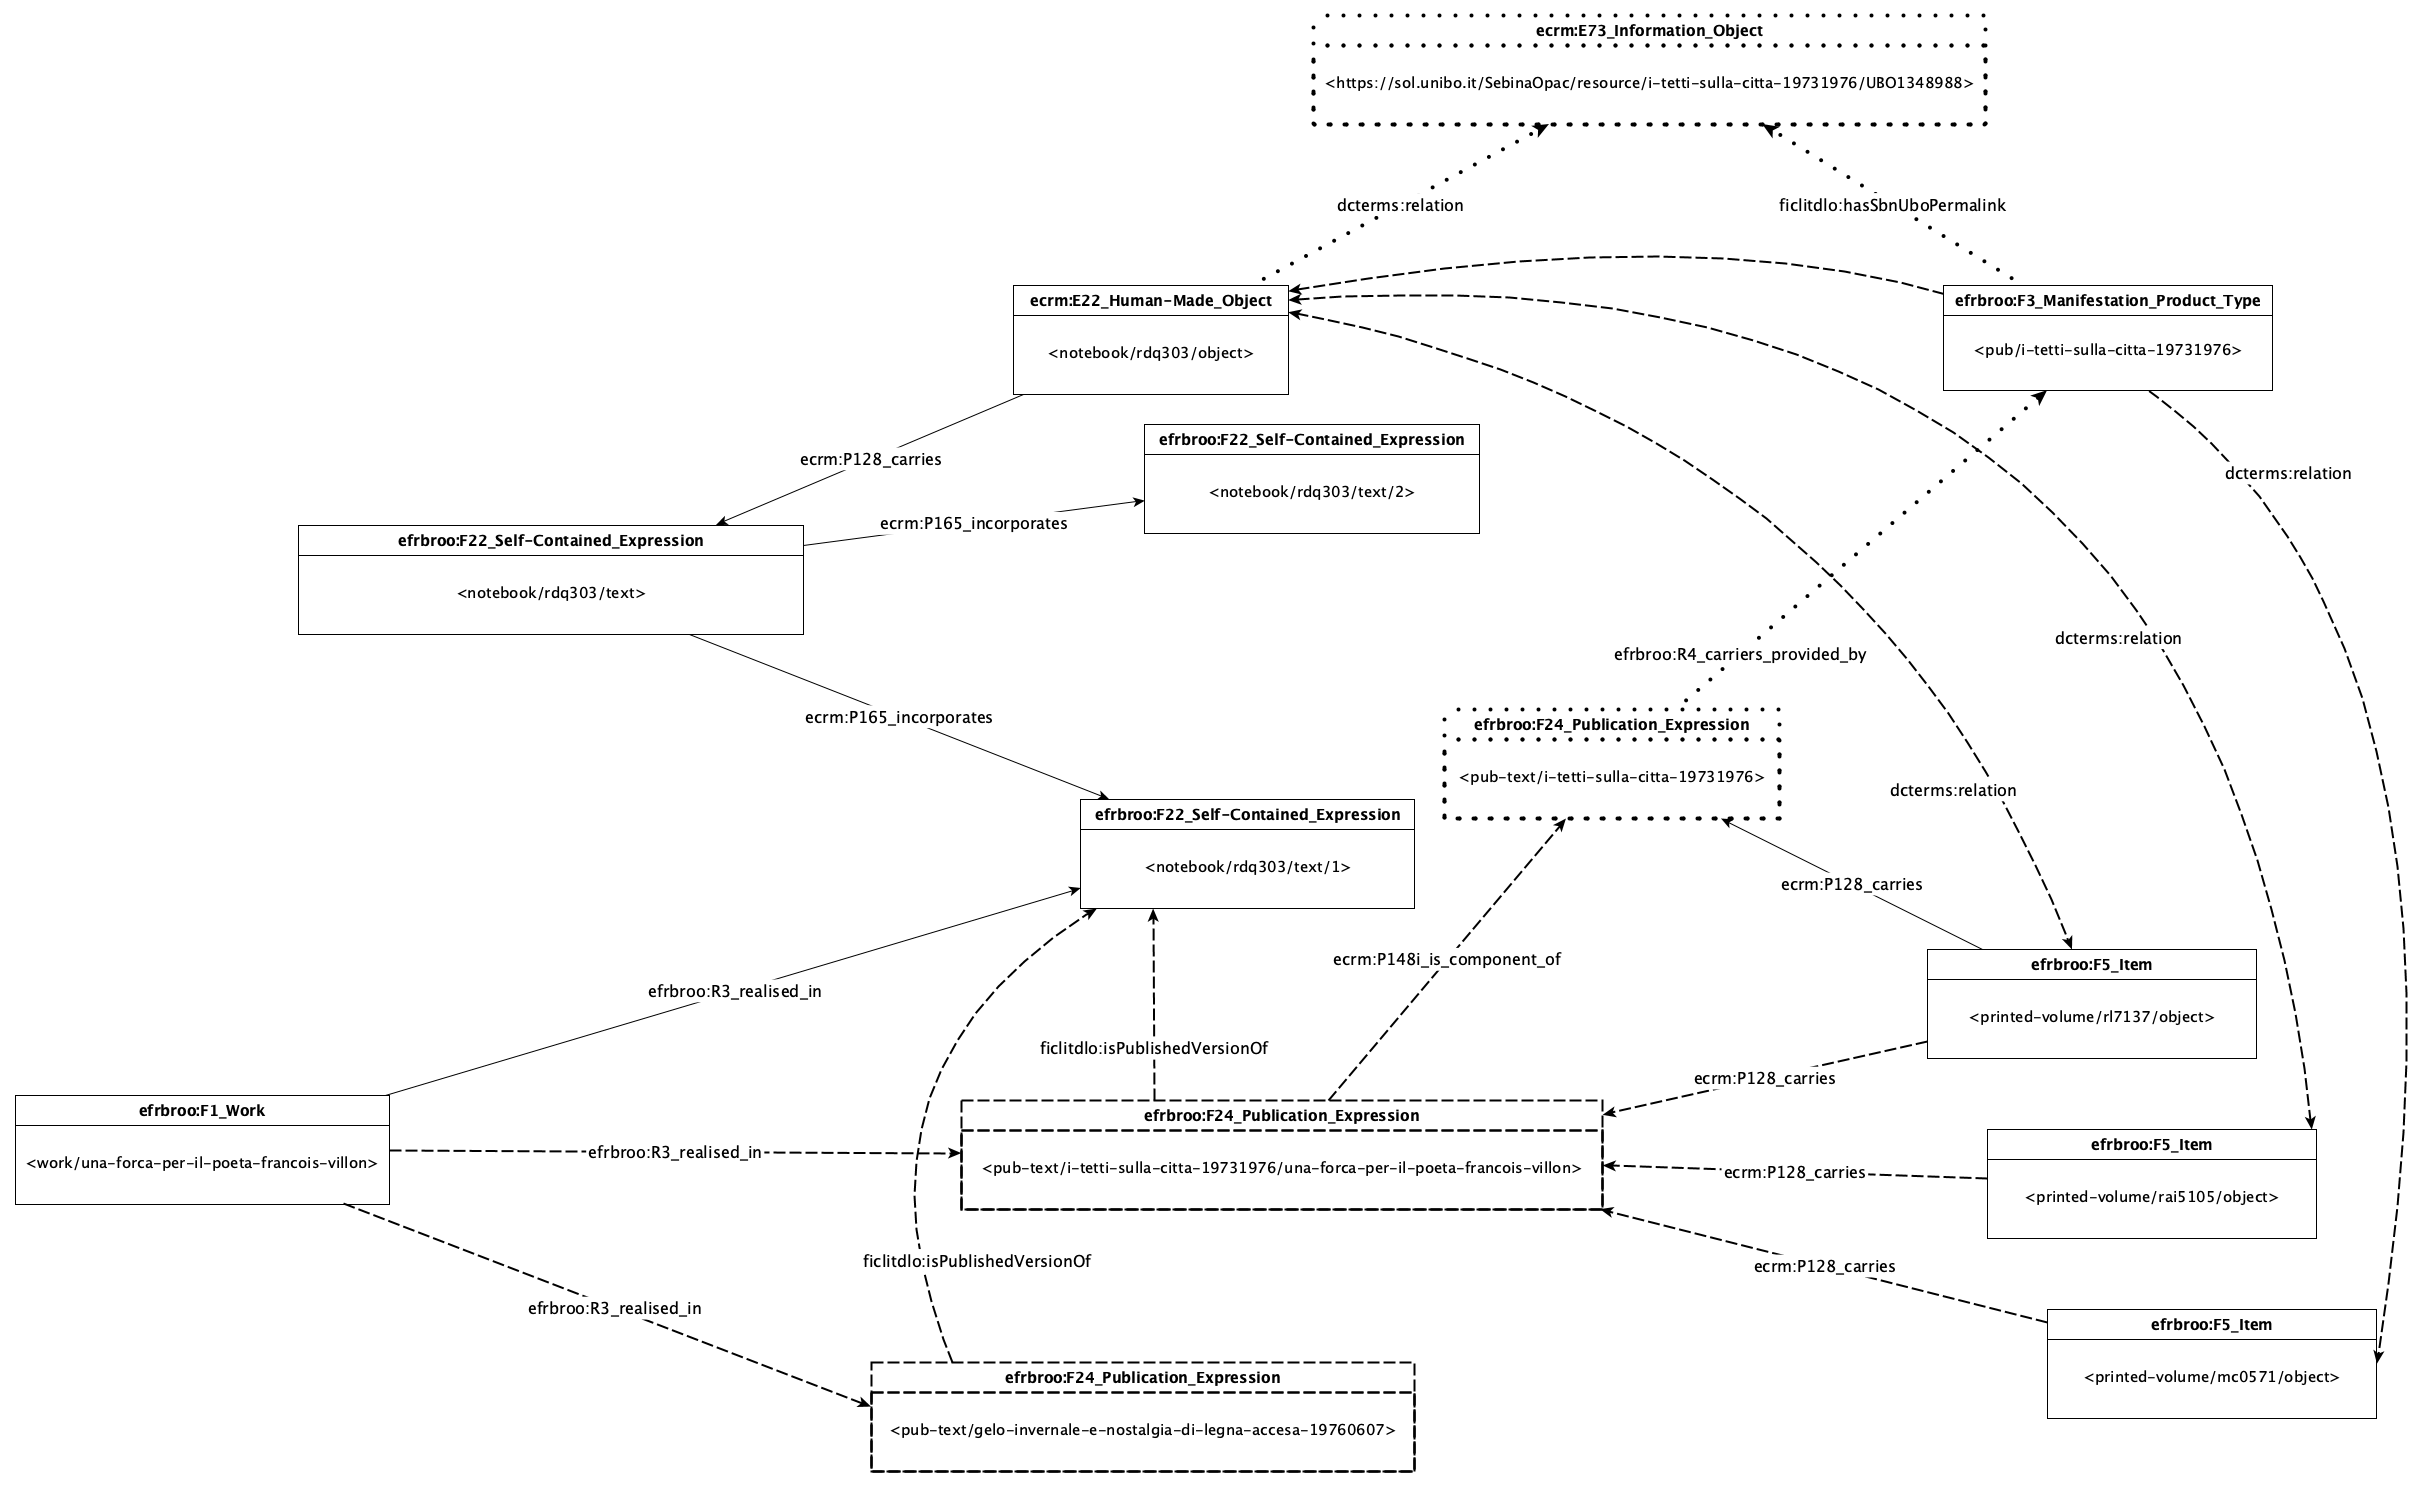 ecrm:E73_Information_Object
<https://sol.unibo.it/SebinaOpac/resource/i-tetti-sulla-citta-19731976/UBO1348988>
dcterms:relation
ficlitdlo:hasSbnUboPermalink
ecrm:E22_Human-Made_Object
<notebook/rdq303/object>
efrbroo:F3_Manifestation_Product_Type
<pub/i-tetti-sulla-citta-19731976>
ecrm:P128_carries
efrbroo:F22_Self-Contained_Expression
<notebook/rdq303/text/2>
dcterms:relation
ecrm:P165_incorporates
efrbroo:F22_Self-Contained_Expression
<notebook/rdq303/text>
dcterms:relation
efrbroo:R4_carriers_provided_by
ecrm:P165_incorporates
efrbroo:F24_Publication_Expression
<pub-text/i-tetti-sulla-citta-19731976>
dcterms:relation
efrbroo:F22_Self-Contained_Expression
<notebook/rdq303/text/1>
ecrm:P128_carries
ecrm:P148i_is_component_of
efrbroo:F5_Item
<printed-volume/rl7137/object>
efrbroo:R3_realised_in
ficlitdlo:isPublishedVersionOf
ecrm:P128_carries
efrbroo:F1_Work
<work/una-forca-per-il-poeta-francois-villon>
efrbroo:R3_realised_in
efrbroo:F24_Publication_Expression
<pub-text/i-tetti-sulla-citta-19731976/una-forca-per-il-poeta-francois-villon>
ecrm:P128_carries
efrbroo:F5_Item
<printed-volume/rai5105/object>
ficlitdlo:isPublishedVersionOf
ecrm:P128_carries
efrbroo:R3_realised_in
efrbroo:F5_Item
<printed-volume/mc0571/object>
efrbroo:F24_Publication_Expression
<pub-text/gelo-invernale-e-nostalgia-di-legna-accesa-19760607>